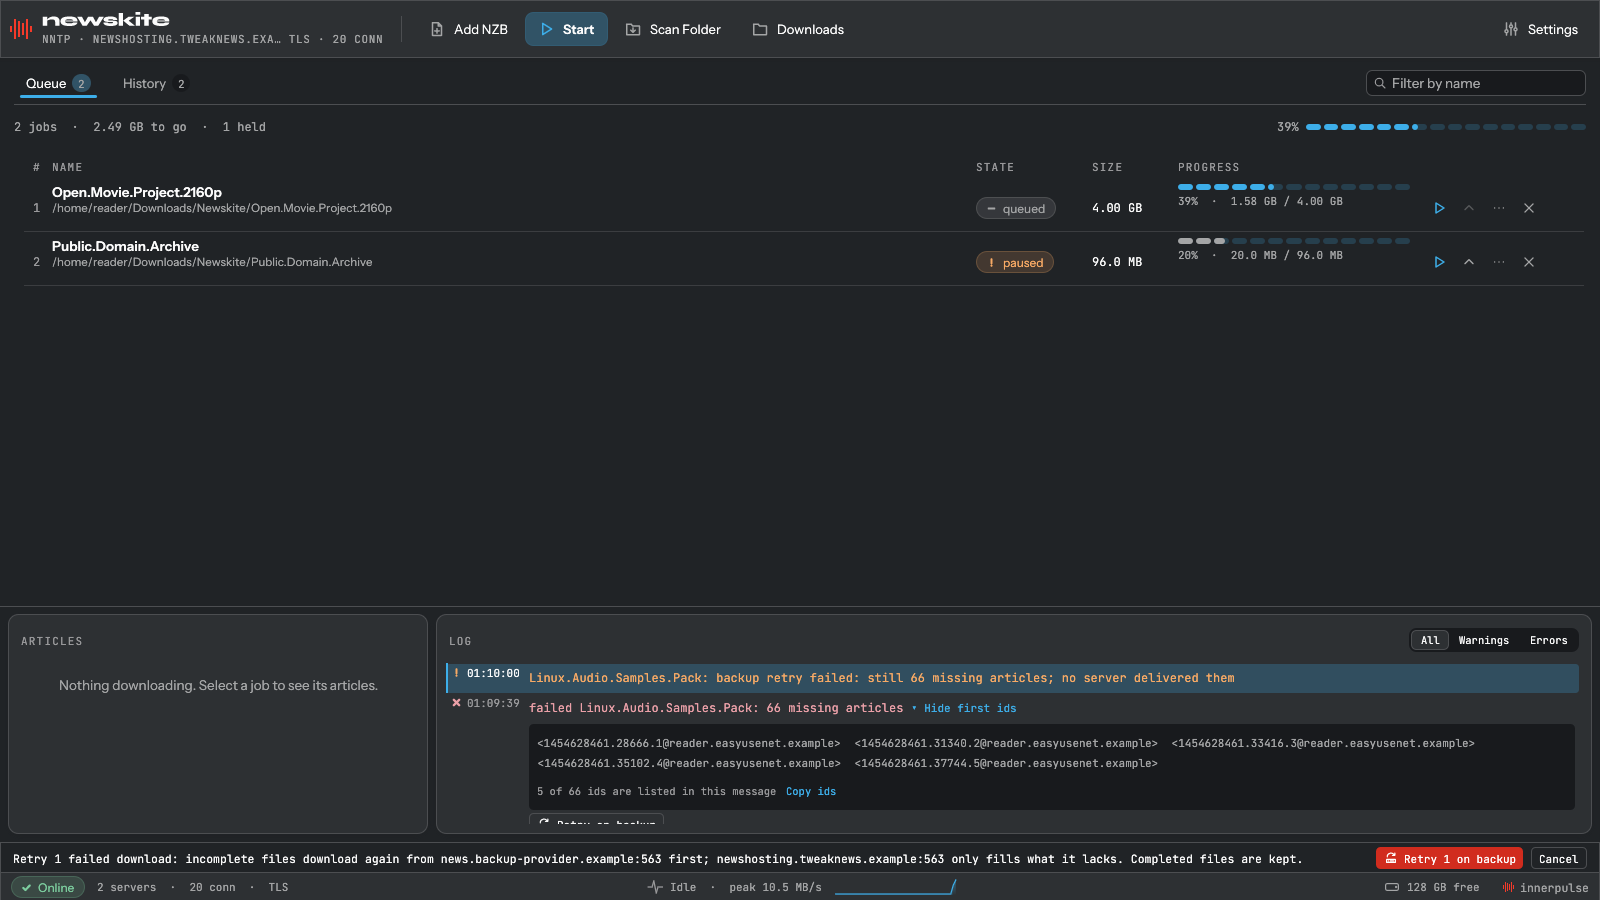 newskite
NNTP · NEWSHOSTING.TWEAKNEWS.EXA… TLS · 20 CONN
Add NZB
Start
Scan Folder
Downloads
Settings
Queue 2
History 2
Filter by name
2 jobs · 2.49 GB to go · 1 held
39%
# NAME STATE SIZE PROGRESS
Open.Movie.Project.2160p
1 /home/reader/Downloads/Newskite/Open.Movie.Project.2160p queued 4.00 GB 39% · 1.58 GB / 4.00 GB
Public.Domain.Archive
2 /home/reader/Downloads/Newskite/Public.Domain.Archive paused 96.0 MB 20% · 20.0 MB / 96.0 MB
ARTICLES
Nothing downloading. Select a job to see its articles.
LOG
All Warnings Errors
01:10:00 Linux.Audio.Samples.Pack: backup retry failed: still 66 missing articles; no server delivered them
01:09:39 failed Linux.Audio.Samples.Pack: 66 missing articles Hide first ids
<1454628461.28666.1@reader.easyusenet.example> <1454628461.31340.2@reader.easyusenet.example> <1454628461.33416.3@reader.easyusenet.example>
<1454628461.35102.4@reader.easyusenet.example> <1454628461.37744.5@reader.easyusenet.example>
5 of 66 ids are listed in this message Copy ids
Retry on backup
Retry 1 failed download: incomplete files download again from news.backup-provider.example:563 first; newshosting.tweaknews.example:563 only fills what it lacks. Completed files are kept.
Retry 1 on backup
Cancel
Online 2 servers · 20 conn · TLS
Idle · peak 10.5 MB/s
128 GB free
innerpulse